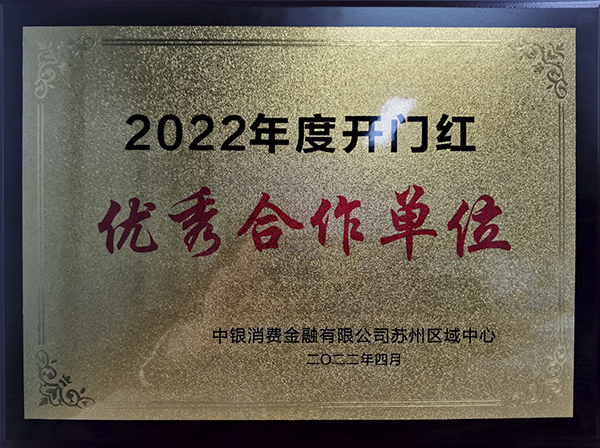 2022年度开门红
优秀合作单位
中银消费金融有限公司苏州区域中心
二〇二二年四月